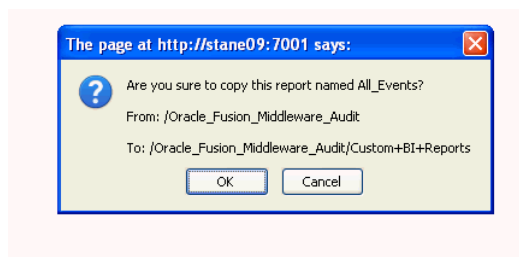 The page at http://stane09:7001 says:
Are you sure to copy this report named All_Events?
From: /Oracle_Fusion_Middleware_Audit
To: /Oracle_Fusion_Middleware_Audit/Custom+BI+Reports
OK Cancel